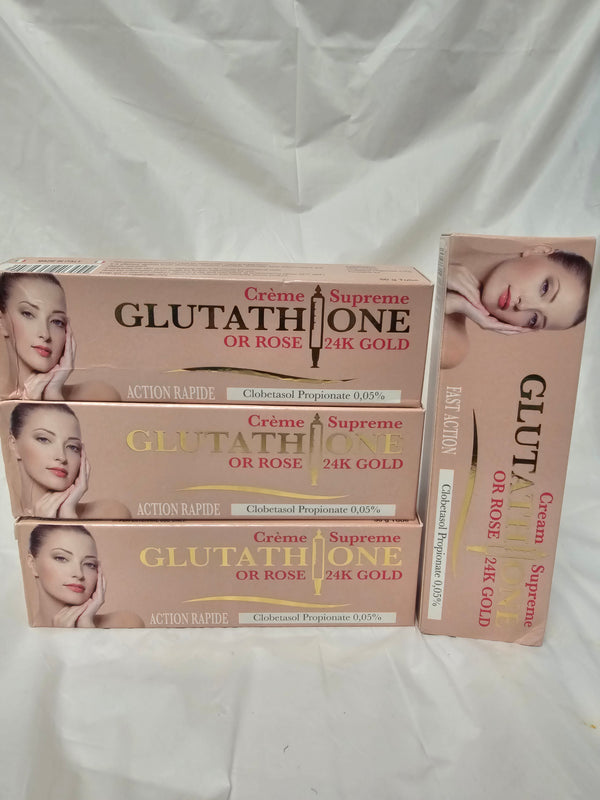 Crème Supreme
GLUTATHIONE
OR ROSE 24K GOLD
ACTION RAPIDE Clobetasol Propionate 0,05%
Crème Supreme
GLUTATHIONE
OR ROSE 24K GOLD
ACTION RAPIDE Clobetasol Propionate 0,05%
Crème Supreme
GLUTATHIONE
OR ROSE 24K GOLD
ACTION RAPIDE Clobetasol Propionate 0,05%
Cream Supreme
GLUTATHIONE
OR ROSE 24K GOLD
FAST ACTION Clobetasol Propionate 0,05%